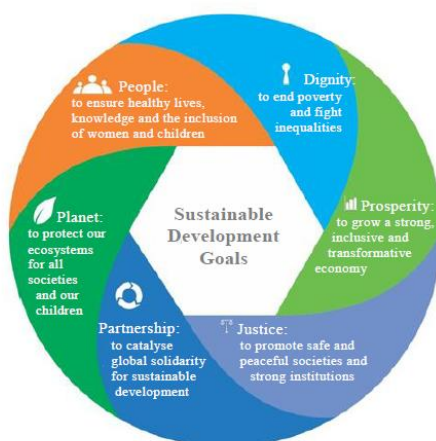 Sustainable
Development
Goals
Dignity:
to end poverty
and fight
inequalities
Prosperity:
to grow a strong,
inclusive and
transformative
economy
Justice:
to promote safe and
peaceful societies and
strong institutions
Partnership:
to catalyse
global solidarity
for sustainable
development
Planet:
to protect our
ecosystems
for all
societies
and our
children
People:
to ensure healthy lives,
knowledge and the inclusion
of women and children